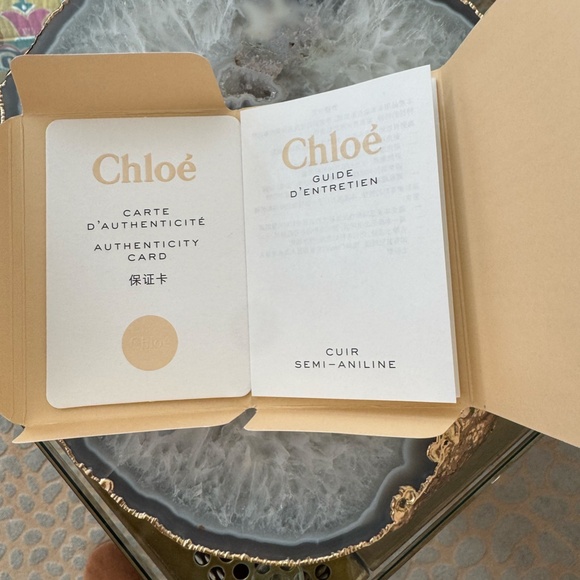 Chloé
CARTE
D'AUTHENTICITÉ
AUTHENTICITY
CARD
保证卡
Chloé
GUIDE
D'ENTRETIEN
CUIR
SEMI–ANILINE